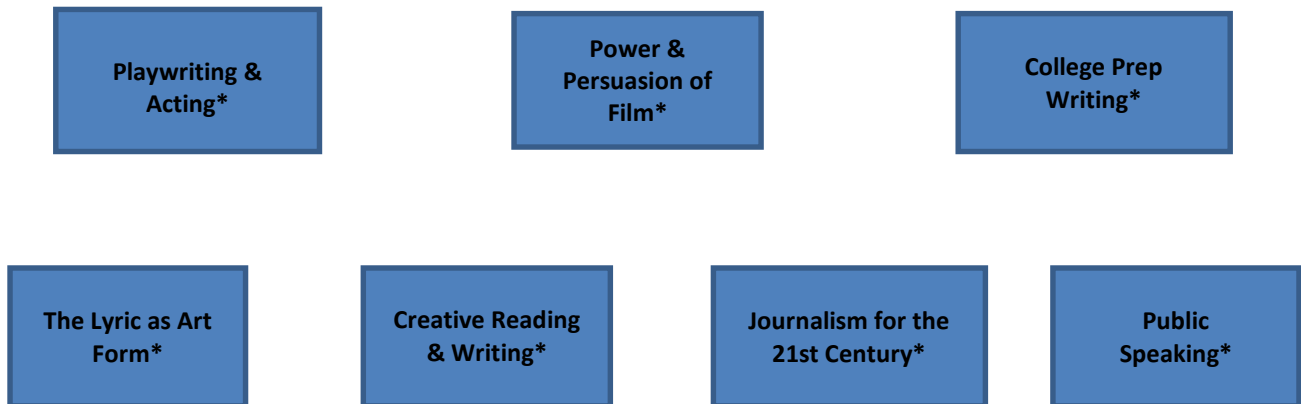 Playwriting &
Acting*
Power &
Persuasion of
Film*
College Prep
Writing*
The Lyric as Art
Form*
Creative Reading
& Writing*
Journalism for the
21st Century*
Public
Speaking*